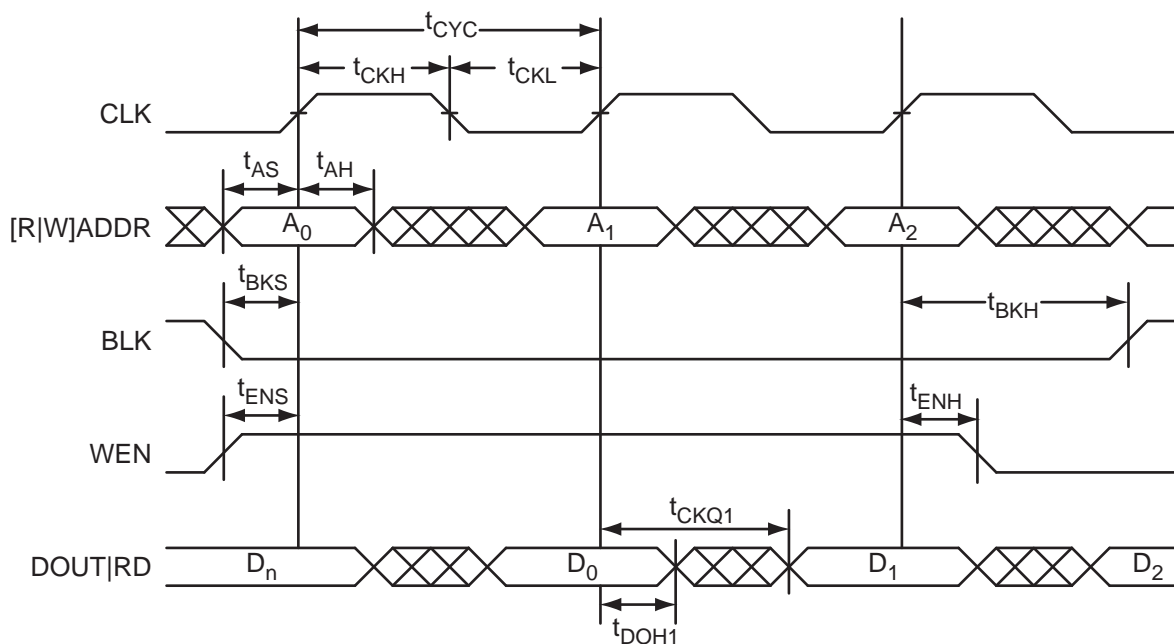 tCYC
tCKH tCKL
CLK
tAS tAH
[R|W]ADDR A0 A1 A2
tBKS tBKH
BLK
tENS tENH
WEN
tCKQ1
DOUT|RD Dn D0 D1 D2
tDOH1